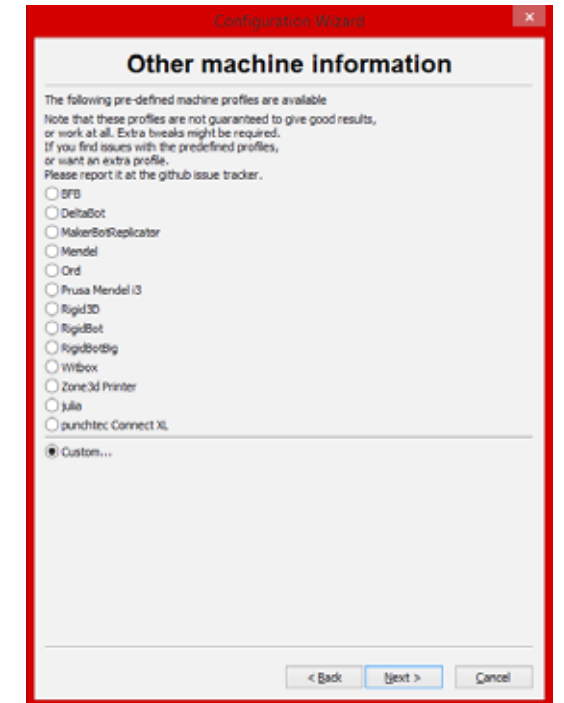 Configuration Wizard
x
Other machine information
The following pre-defined machine profiles are available
Note that these profiles are not guaranteed to give good results,
or work at all. Extra tweaks might be required.
If you find issues with the predefined profiles,
or want an extra profile.
Please report it at the github issue tracker.
BFB
DeltaBot
MakerBotReplicator
Mendel
Ord
Prusa Mendel i3
Rigid3D
RigidBot
RigidBotBig
Witbox
Zone3d Printer
Julia
punchtec Connect XL
Custom...
< Back
Next >
Cancel